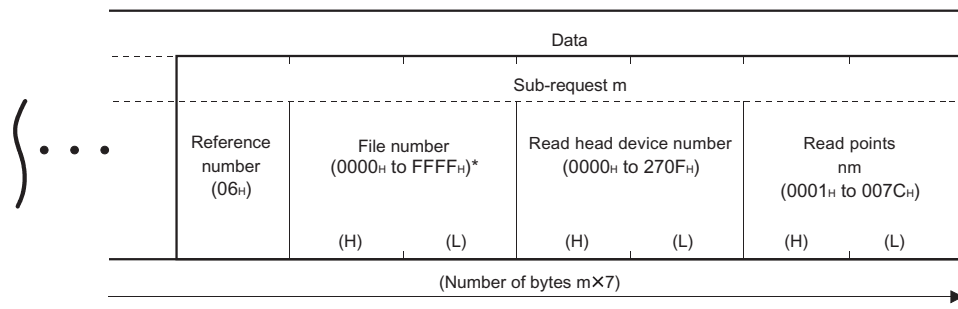 Data
Sub-request m
Reference
number
(06H)
File number
(0000H to FFFFH)*
Read head device number
(0000H to 270FH)
Read points
nm
(0001H to 007CH)
(H) (L) (H) (L) (H) (L)
(Number of bytes m×7)